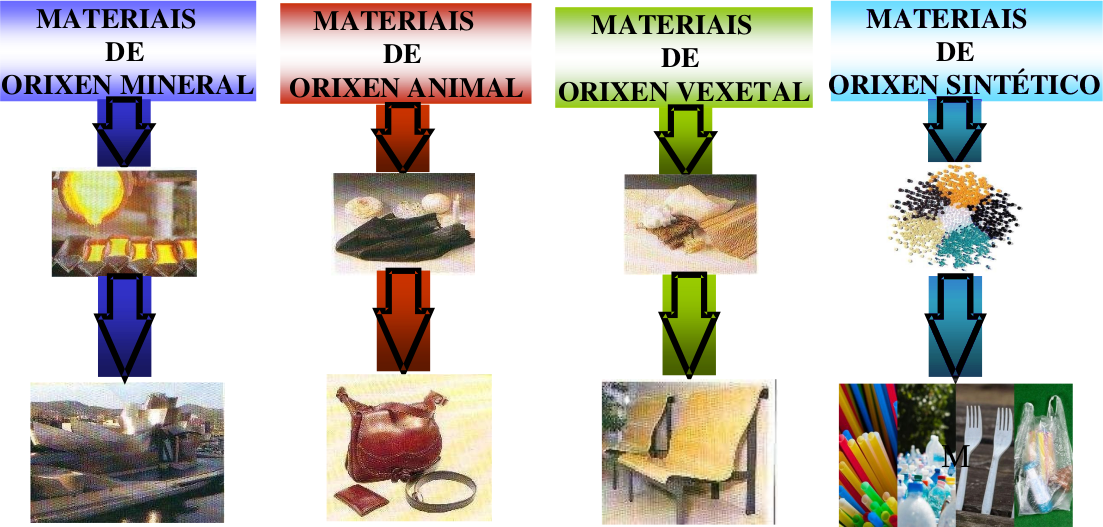 MATERIAIS
DE
ORIXEN MINERAL
MATERIAIS
DE
ORIXEN ANIMAL
MATERIAIS
DE
ORIXEN VEXETAL
MATERIAIS
DE
ORIXEN SINTÉTICO
M